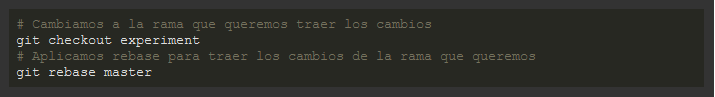 # Cambiamos a la rama que queremos traer los cambios
git checkout experiment
# Aplicamos rebase para traer los cambios de la rama que queremos
git rebase master